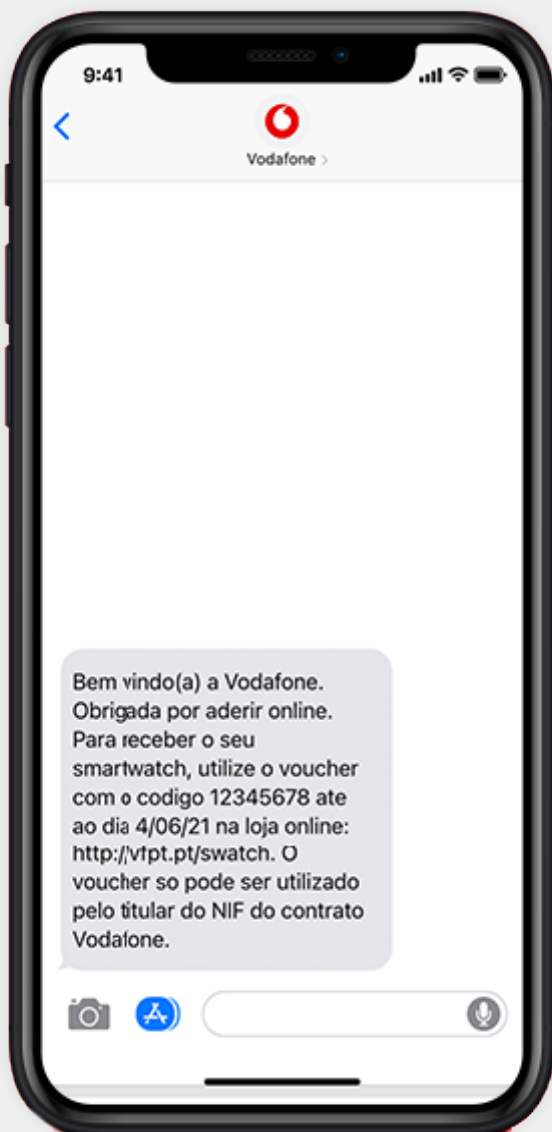 9:41
Vodafone >
Bem vindo(a) a Vodafone.
Obrigada por aderir online.
Para receber o seu
smartwatch, utilize o voucher
com o codigo 12345678 ate
ao dia 4/06/21 na loja online:
http://vfpt.pt/swatch. O
voucher so pode ser utilizado
pelo titular do NIF do contrato
Vodafone.